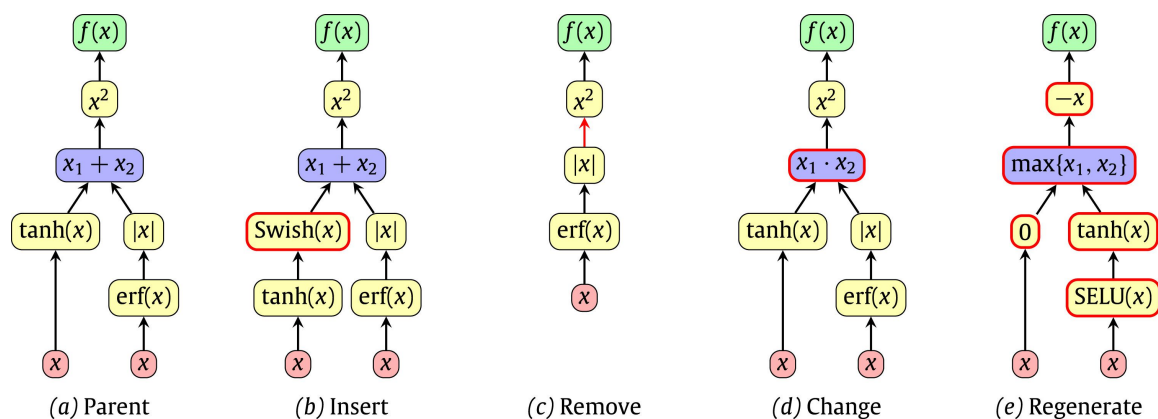 f(x)
x²
x₁ + x₂
tanh(x)
|x|
erf(x)
x
x
(a) Parent
f(x)
x²
x₁ + x₂
Swish(x)
|x|
tanh(x)
erf(x)
x
x
(b) Insert
f(x)
x²
|x|
erf(x)
x
(c) Remove
f(x)
x²
x₁ · x₂
tanh(x)
|x|
erf(x)
x
x
(d) Change
f(x)
−x
max{x₁, x₂}
0
tanh(x)
SELU(x)
x
x
(e) Regenerate